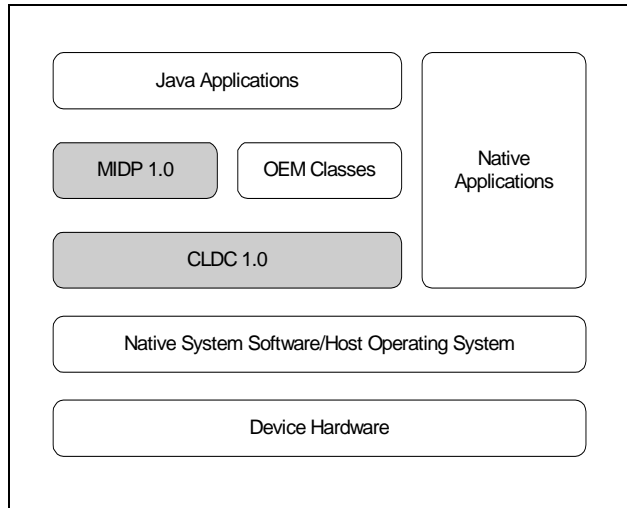 Java Applications
MIDP 1.0
OEM Classes
Native
Applications
CLDC 1.0
Native System Software/Host Operating System
Device Hardware